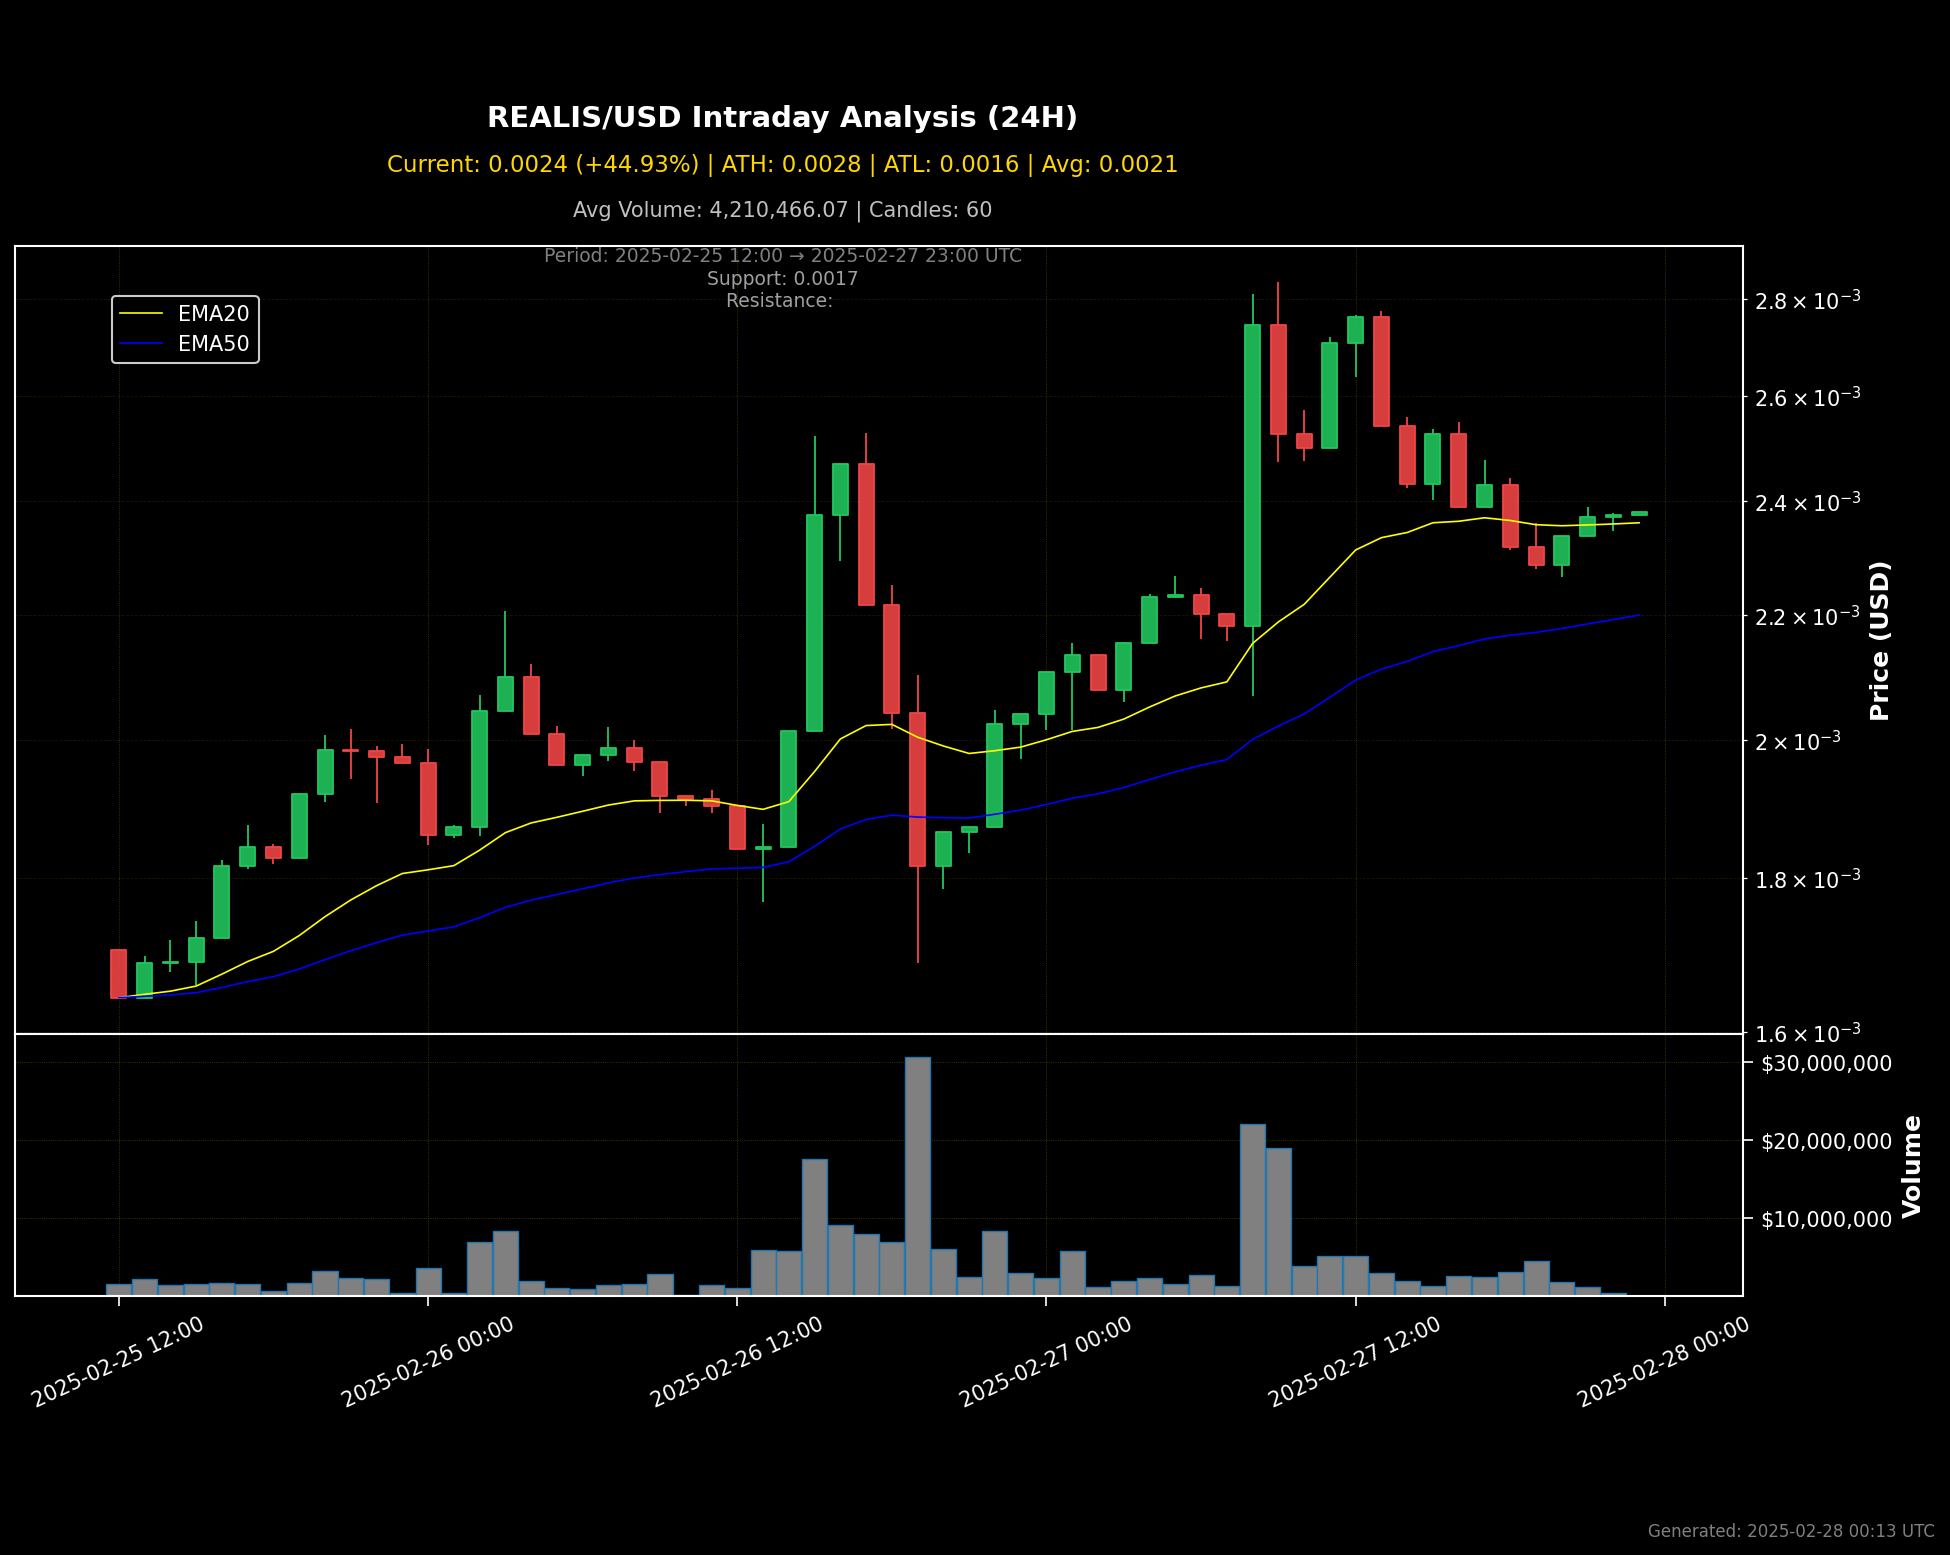 REALIS/USD Intraday Analysis (24H)
Current: 0.0024 (+44.93%) | ATH: 0.0028 | ATL: 0.0016 | Avg: 0.0021
Avg Volume: 4,210,466.07 | Candles: 60
Period: 2025-02-25 12:00 → 2025-02-27 23:00 UTC
Support: 0.0017
Resistance:
EMA20
EMA50
2.8 × 10⁻³
2.6 × 10⁻³
2.4 × 10⁻³
2.2 × 10⁻³
2 × 10⁻³
1.8 × 10⁻³
1.6 × 10⁻³
Price (USD)
$30,000,000
$20,000,000
$10,000,000
Volume
2025-02-25 12:00
2025-02-26 00:00
2025-02-26 12:00
2025-02-27 00:00
2025-02-27 12:00
2025-02-28 00:00
Generated: 2025-02-28 00:13 UTC